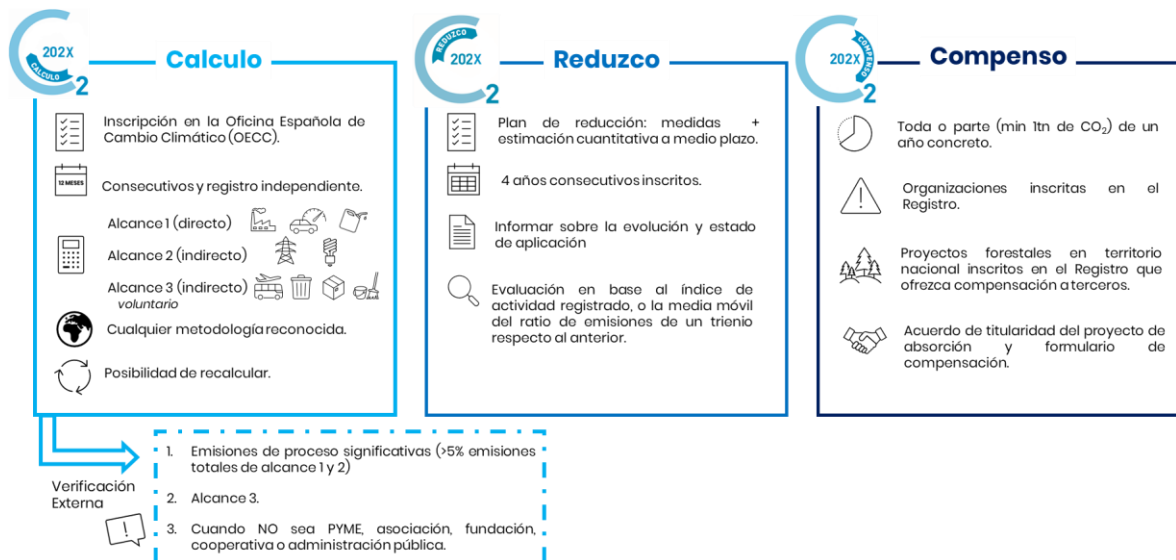 202X
CALCULO
2
Calculo
Inscripción en la Oficina Española de
Cambio Climático (OECC).
12 MESES
Consecutivos y registro independiente.
Alcance 1 (directo)
Alcance 2 (indirecto)
Alcance 3 (indirecto)
voluntario
Cualquier metodología reconocida.
Posibilidad de recalcular.
Verificación
Externa
1. Emisiones de proceso significativas (>5% emisiones
totales de alcance 1 y 2)
2. Alcance 3.
3. Cuando NO sea PYME, asociación, fundación,
cooperativa o administración pública.
REDUZCO
202X
2
Reduzco
Plan de reducción: medidas +
estimación cuantitativa a medio plazo.
4 años consecutivos inscritos.
Informar sobre la evolución y estado
de aplicación
Evaluación en base al índice de
actividad registrado, o la media móvil
del ratio de emisiones de un trienio
respecto al anterior.
202X
COMPENSO
2
Compenso
Toda o parte (min 1tn de CO₂) de un
año concreto.
Organizaciones inscritas en el
Registro.
Proyectos forestales en territorio
nacional inscritos en el Registro que
ofrezca compensación a terceros.
Acuerdo de titularidad del proyecto de
absorción y formulario de
compensación.